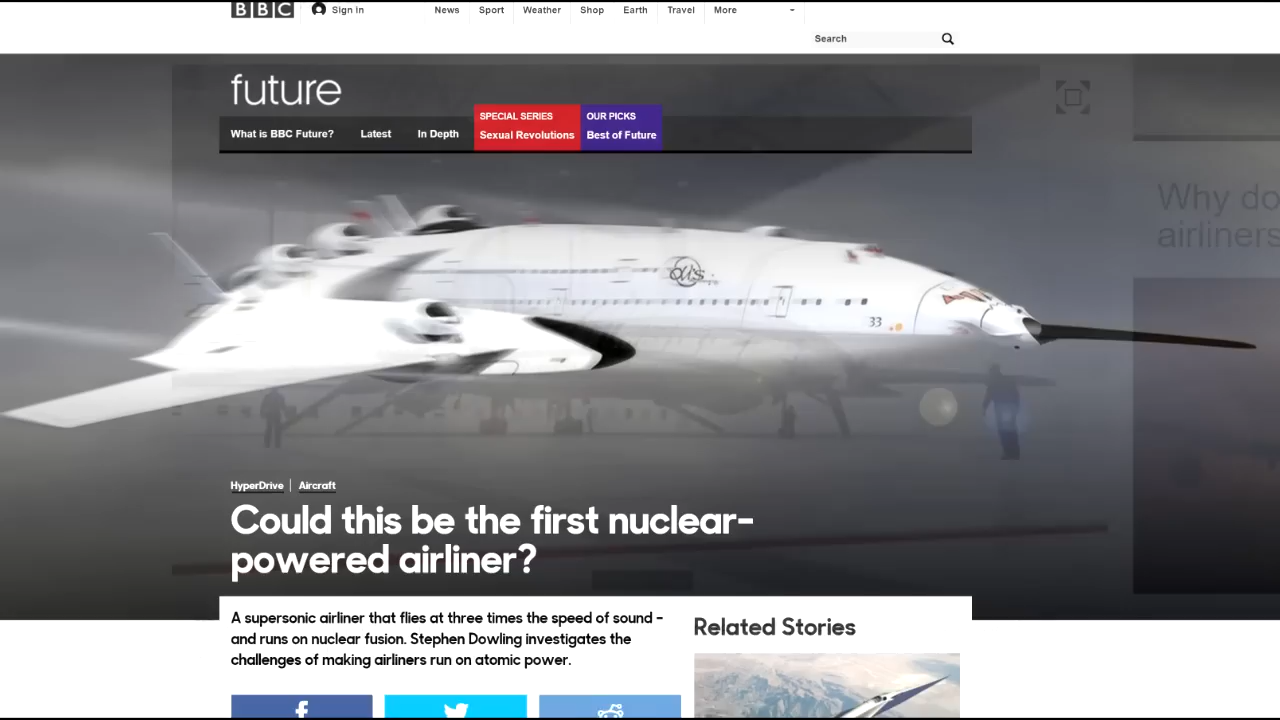 BBC
Sign in
News
Sport
Weather
Shop
Earth
Travel
More
Search
future
What is BBC Future?
Latest
In Depth
SPECIAL SERIES
Sexual Revolutions
OUR PICKS
Best of Future
Why do
airliners
33
HyperDrive
Aircraft
Could this be the first nuclear-
powered airliner?
A supersonic airliner that flies at three times the speed of sound –
and runs on nuclear fusion. Stephen Dowling investigates the
challenges of making airliners run on atomic power.
Related Stories